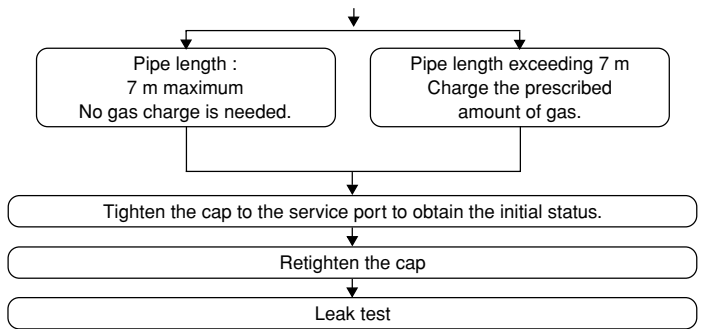 Pipe length :
7 m maximum
No gas charge is needed.
Pipe length exceeding 7 m
Charge the prescribed
amount of gas.
Tighten the cap to the service port to obtain the initial status.
Retighten the cap
Leak test